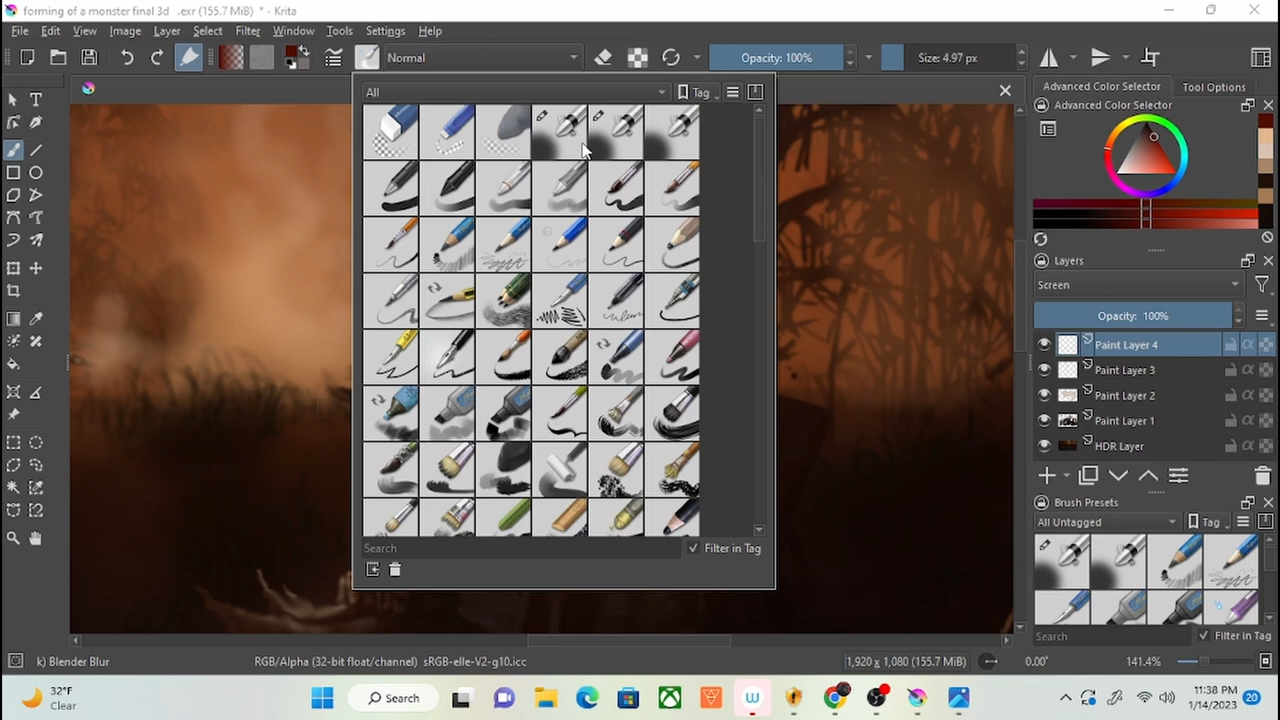 forming of a monster final 3d .exr (155.7 MiB) * - Krita
File Edit View Image Layer Select Filter Window Tools Settings Help
Normal
Opacity: 100%
Size: 4.97 px
All
Tag
Advanced Color Selector
Tool Options
Advanced Color Selector
Layers
Screen
Opacity: 100%
Paint Layer 4
Paint Layer 3
Paint Layer 2
Paint Layer 1
HDR Layer
Brush Presets
All Untagged
Tag
Search
Filter in Tag
Search
Filter in Tag
k) Blender Blur
RGB/Alpha (32-bit float/channel) sRGB-elle-V2-g10.icc
1,920 x 1,080 (155.7 MiB)
0.00°
141.4%
32°F
Clear
Search
11:38 PM
1/14/2023
20